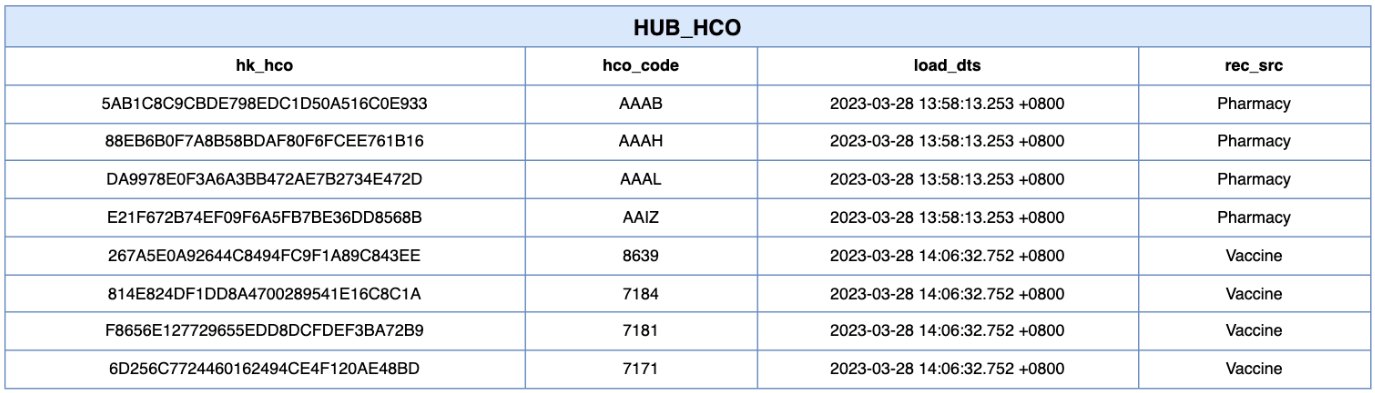 HUB_HCO
hk_hco hco_code load_dts rec_src
5AB1C8C9CBDE798EDC1D50A516C0E933 AAAB 2023-03-28 13:58:13.253 +0800 Pharmacy
88EB6B0F7A8B58BDAF80F6FCEE761B16 AAAH 2023-03-28 13:58:13.253 +0800 Pharmacy
DA9978E0F3A6A3BB472AE7B2734E472D AAAL 2023-03-28 13:58:13.253 +0800 Pharmacy
E21F672B74EF09F6A5FB7BE36DD8568B AAIZ 2023-03-28 13:58:13.253 +0800 Pharmacy
267A5E0A92644C8494FC9F1A89C843EE 8639 2023-03-28 14:06:32.752 +0800 Vaccine
814E824DF1DD8A4700289541E16C8C1A 7184 2023-03-28 14:06:32.752 +0800 Vaccine
F8656E127729655EDD8DCFDEF3BA72B9 7181 2023-03-28 14:06:32.752 +0800 Vaccine
6D256C7724460162494CE4F120AE48BD 7171 2023-03-28 14:06:32.752 +0800 Vaccine